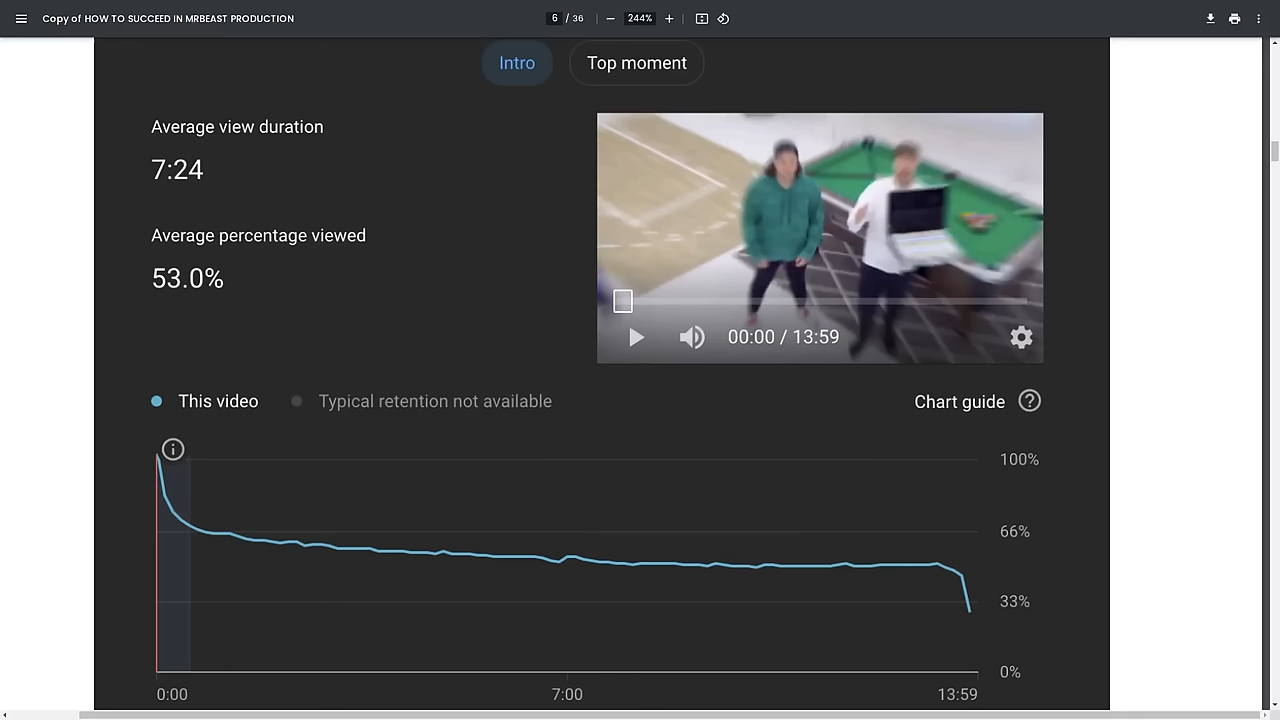 Copy of HOW TO SUCCEED IN MRBEAST PRODUCTION
6 / 36
244%
Intro
Top moment
Average view duration
7:24
Average percentage viewed
53.0%
00:00 / 13:59
This video
Typical retention not available
Chart guide
100%
66%
33%
0%
0:00
7:00
13:59